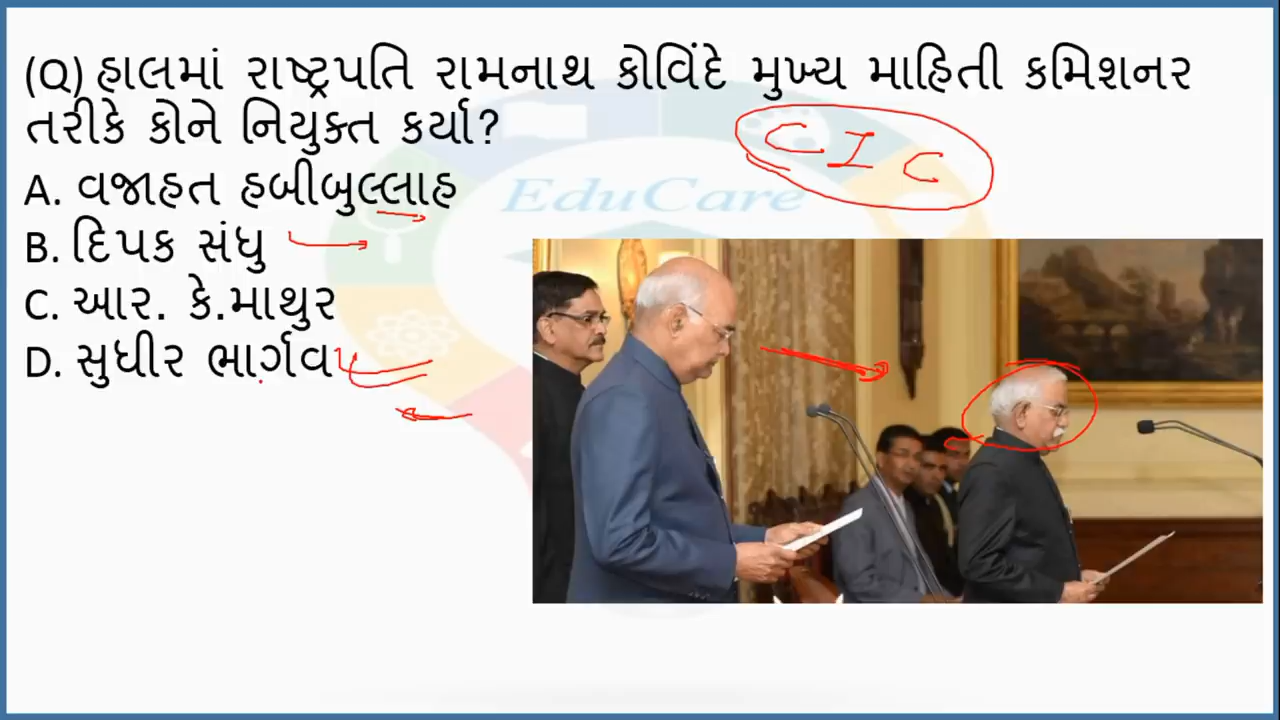 (Q) હાલમાં રાષ્ટ્રપતિ રામનાથ કોવિંદે મુખ્ય માહિતી કમિશનર
તરીકે કોને નિયુક્ત કર્યા?
CIC
A. વજાહત હબીબુલ્લાહ
EduCare
B. દિપક સંધુ
C. આર. કે.માથુર
D. સુધીર ભાર્ગવ